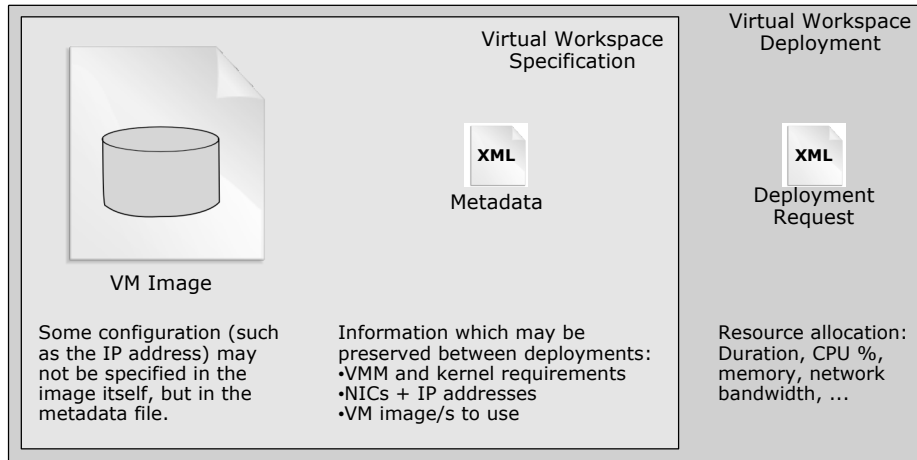 Virtual Workspace
Specification
Virtual Workspace
Deployment
XML
Metadata
XML
Deployment
Request
VM Image
Some configuration (such
as the IP address) may
not be specified in the
image itself, but in the
metadata file.
Information which may be
preserved between deployments:
•VMM and kernel requirements
•NICs + IP addresses
•VM image/s to use
Resource allocation:
Duration, CPU %,
memory, network
bandwidth, ...